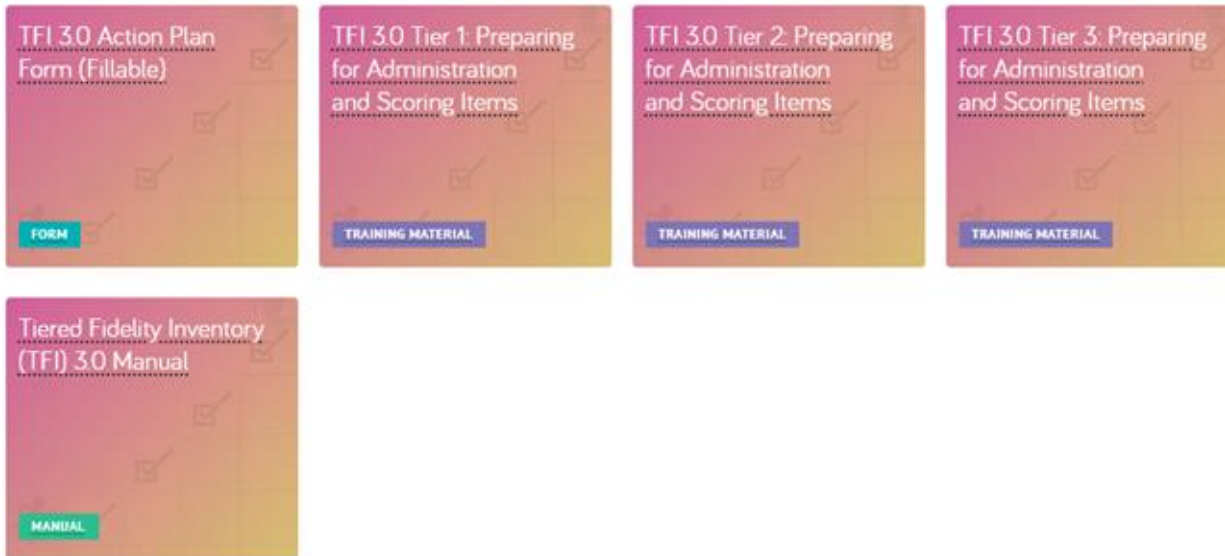 TFI 3.0 Action Plan
Form (Fillable)
FORM
TFI 3.0 Tier 1: Preparing
for Administration
and Scoring Items
TRAINING MATERIAL
TFI 3.0 Tier 2: Preparing
for Administration
and Scoring Items
TRAINING MATERIAL
TFI 3.0 Tier 3: Preparing
for Administration
and Scoring Items
TRAINING MATERIAL
Tiered Fidelity Inventory
(TFI) 3.0 Manual
MANUAL